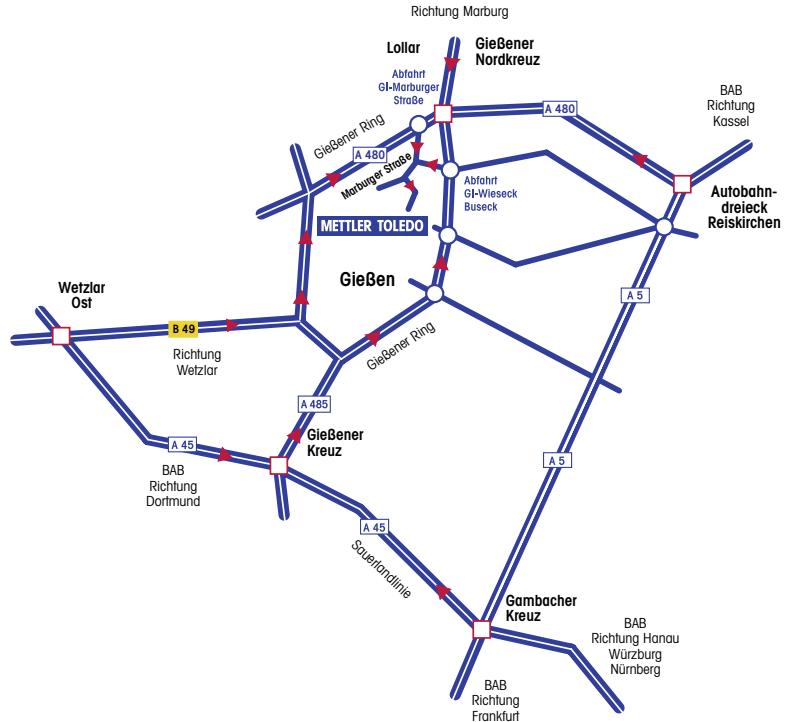 Richtung Marburg
Lollar
Gießener
Nordkreuz
Abfahrt
GI-Marburger
Straße
BAB
Richtung
Kassel
A 480
Gießener Ring
A 480
Marburger Straße
Abfahrt
GI-Wieseck
Buseck
Autobahn-
dreieck
Reiskirchen
METTLER TOLEDO
Gießen
Wetzlar
Ost
A 5
B 49
Richtung
Wetzlar
Gießener Ring
A 485
Gießener
Kreuz
A 45
BAB
Richtung
Dortmund
A 5
A 45
Sauerlandlinie
Gambacher
Kreuz
BAB
Richtung Hanau
Würzburg
Nürnberg
BAB
Richtung
Frankfurt